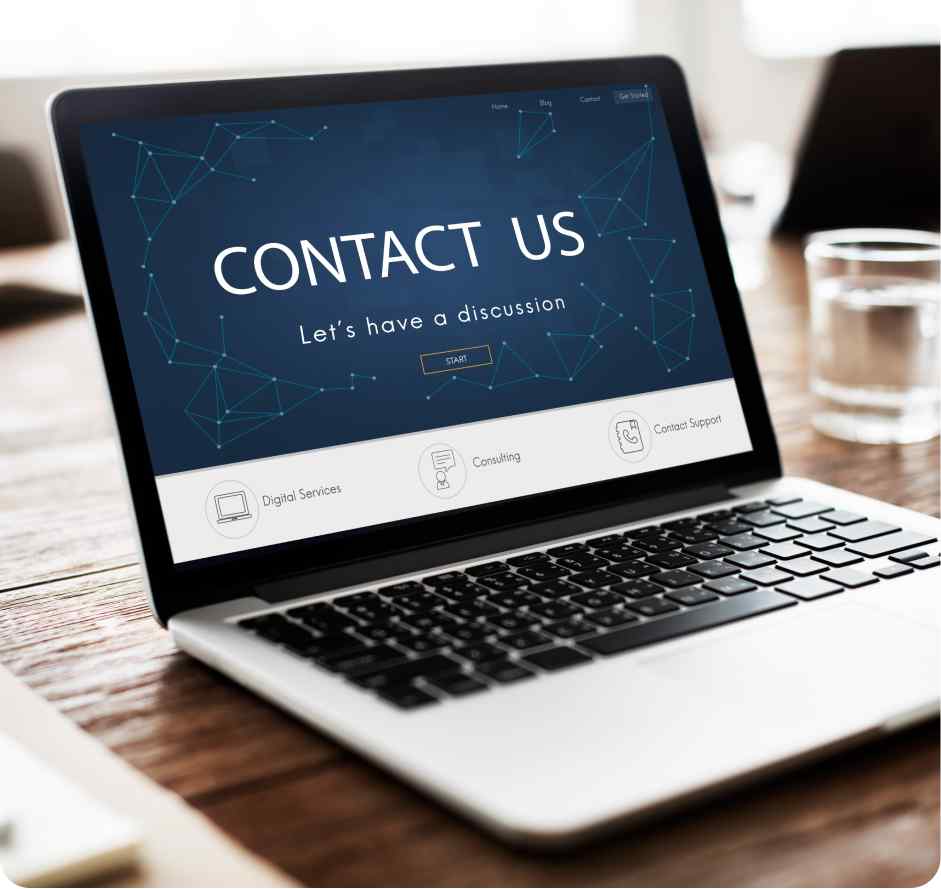 Home Blog Contact Get Started
CONTACT US
Let's have a discussion
START
Digital Services
Consulting
Contact Support